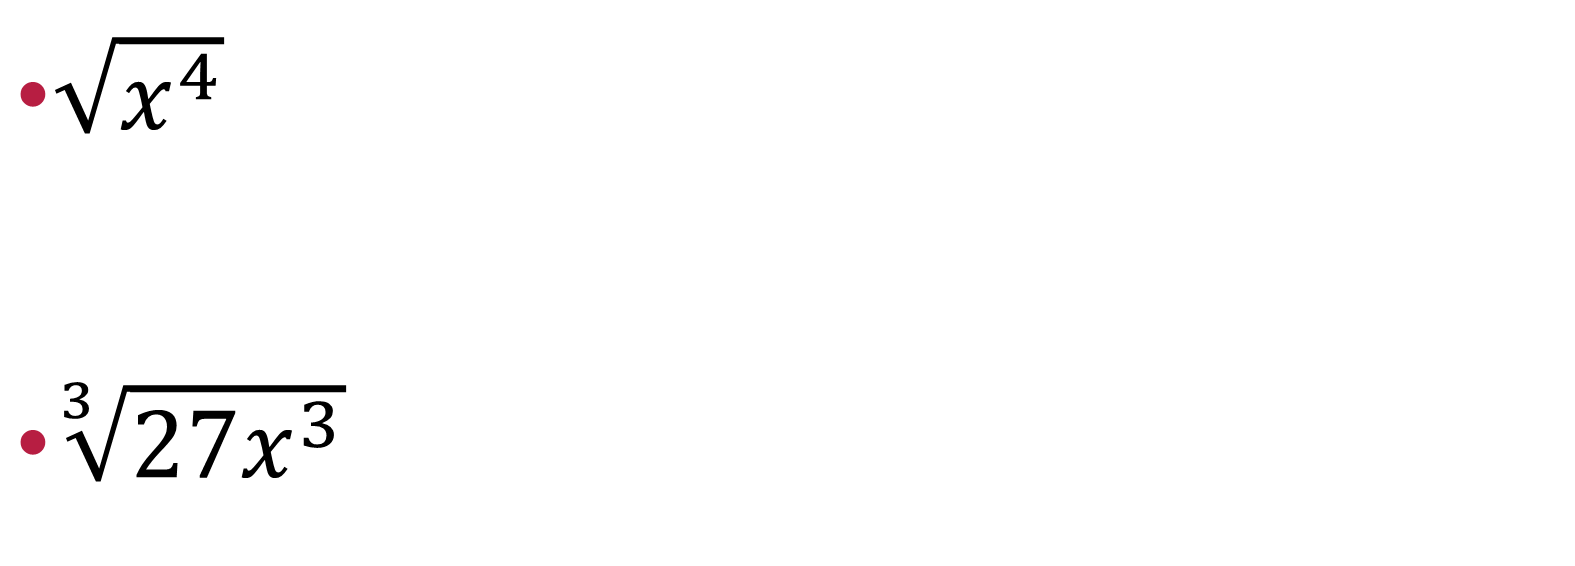 • √x⁴
• ∛27x³